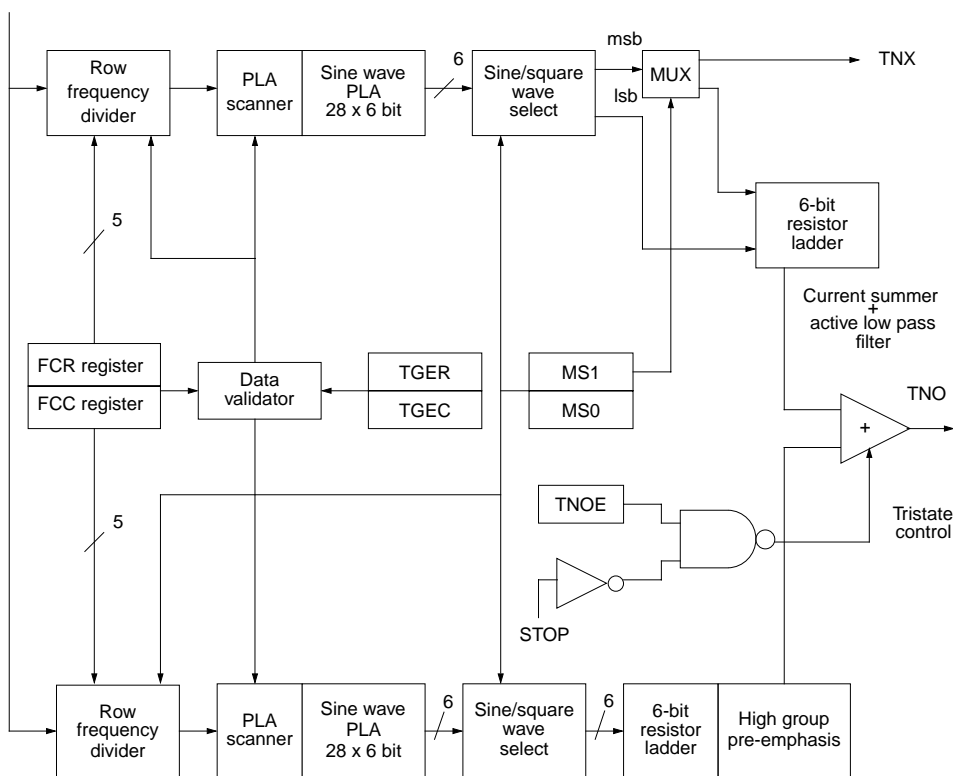 msb
TNX
6
Row
frequency
divider
PLA
scanner
Sine wave
PLA
28 x 6 bit
Sine/square
wave
select
MUX
lsb
5
6-bit
resistor
ladder
Current summer
+
active low pass
filter
FCR register
FCC register
Data
validator
TGER
TGEC
MS1
MS0
TNO
+
5
TNOE
Tristate
control
STOP
Row
frequency
divider
PLA
scanner
Sine wave
PLA
28 x 6 bit
6
Sine/square
wave
select
6
6-bit
resistor
ladder
High group
pre-emphasis